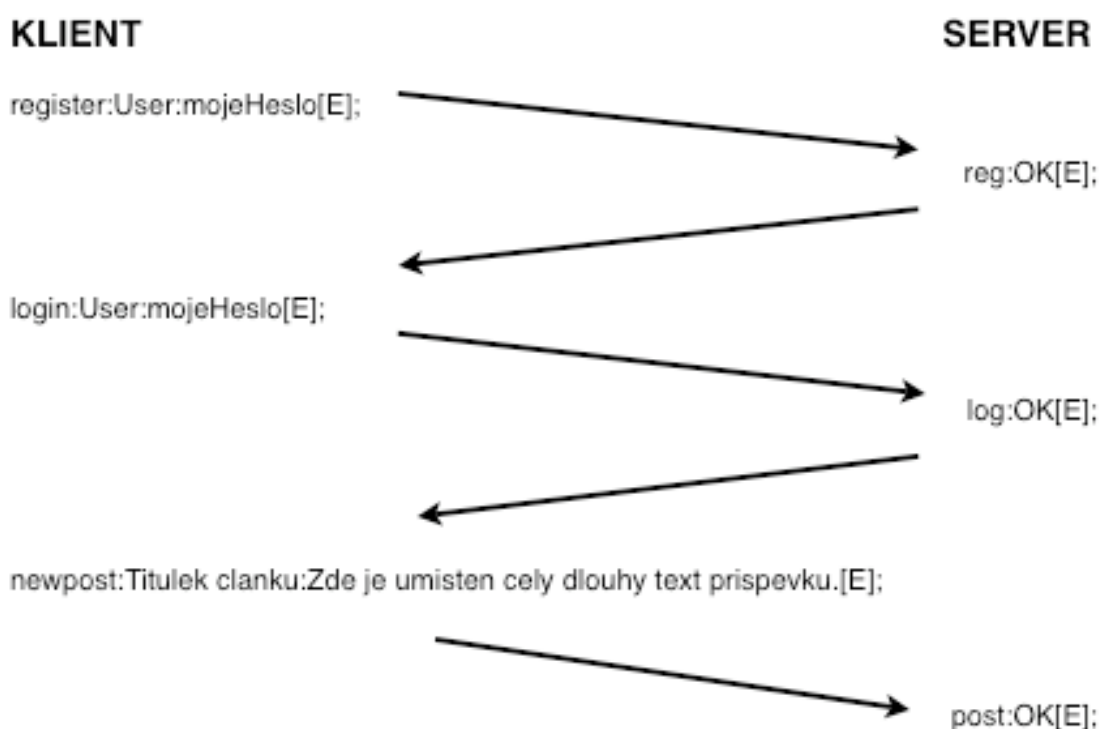 KLIENT SERVER
register:User:mojeHeslo[E];
reg:OK[E];
login:User:mojeHeslo[E];
log:OK[E];
newpost:Titulek clanku:Zde je umisten cely dlouhy text prispevku.[E];
post:OK[E];